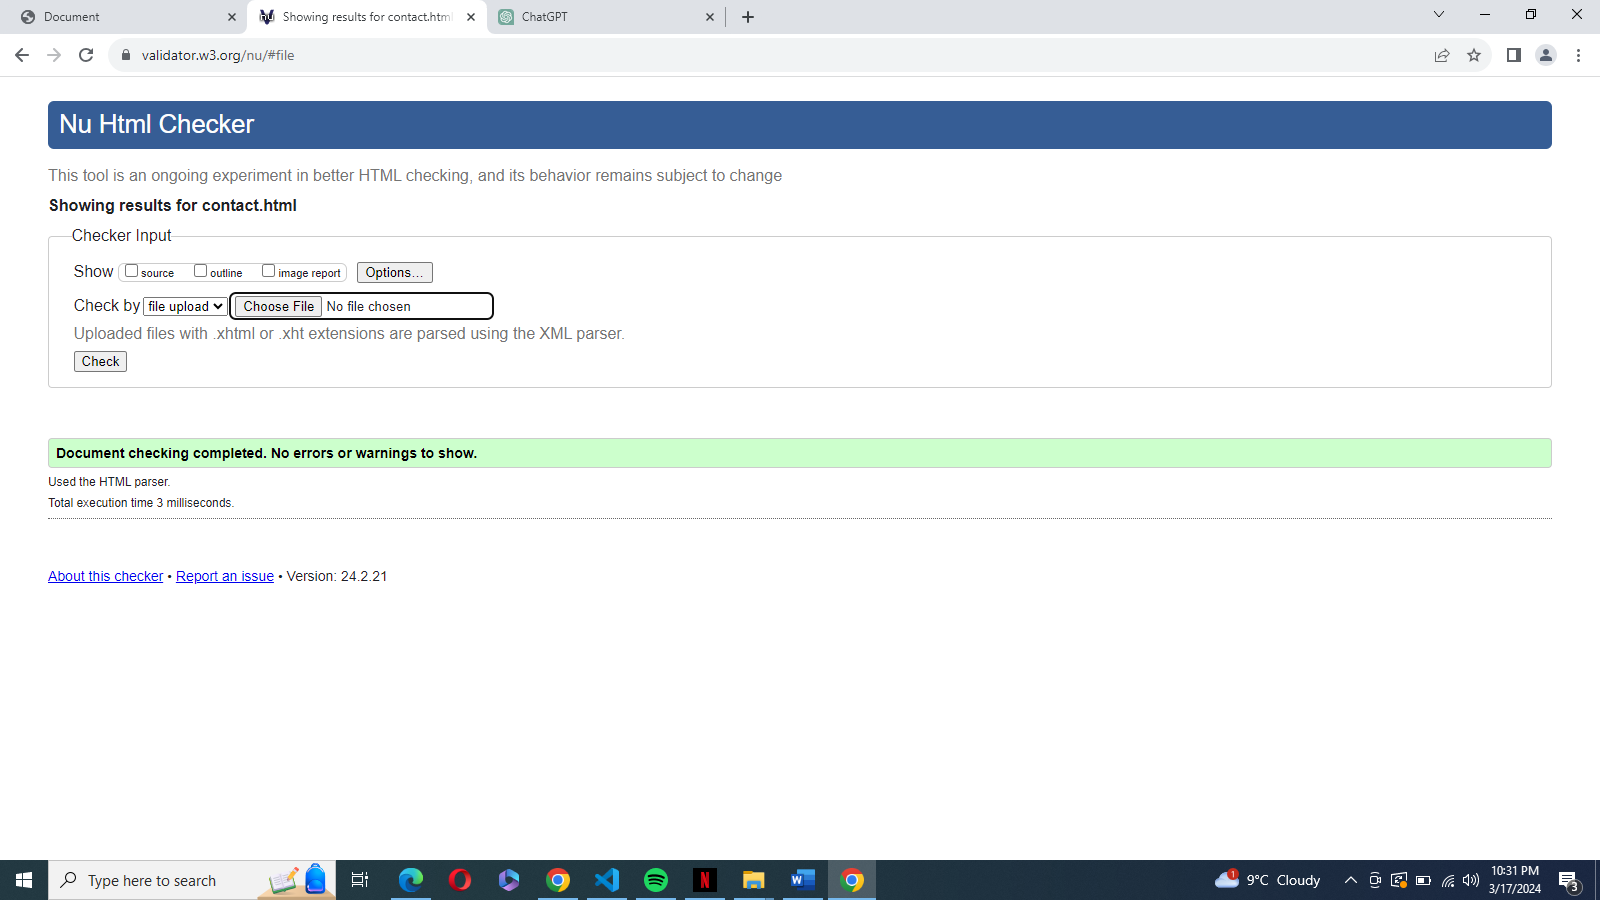 Document
Showing results for contact.html
ChatGPT
validator.w3.org/nu/#file
Nu Html Checker
This tool is an ongoing experiment in better HTML checking, and its behavior remains subject to change
Showing results for contact.html
Checker Input
Show source outline image report Options...
Check by file upload Choose File No file chosen
Uploaded files with .xhtml or .xht extensions are parsed using the XML parser.
Check
Document checking completed. No errors or warnings to show.
Used the HTML parser.
Total execution time 3 milliseconds.
About this checker • Report an issue • Version: 24.2.21
Type here to search
1
9°C Cloudy
10:31 PM
3/17/2024
3